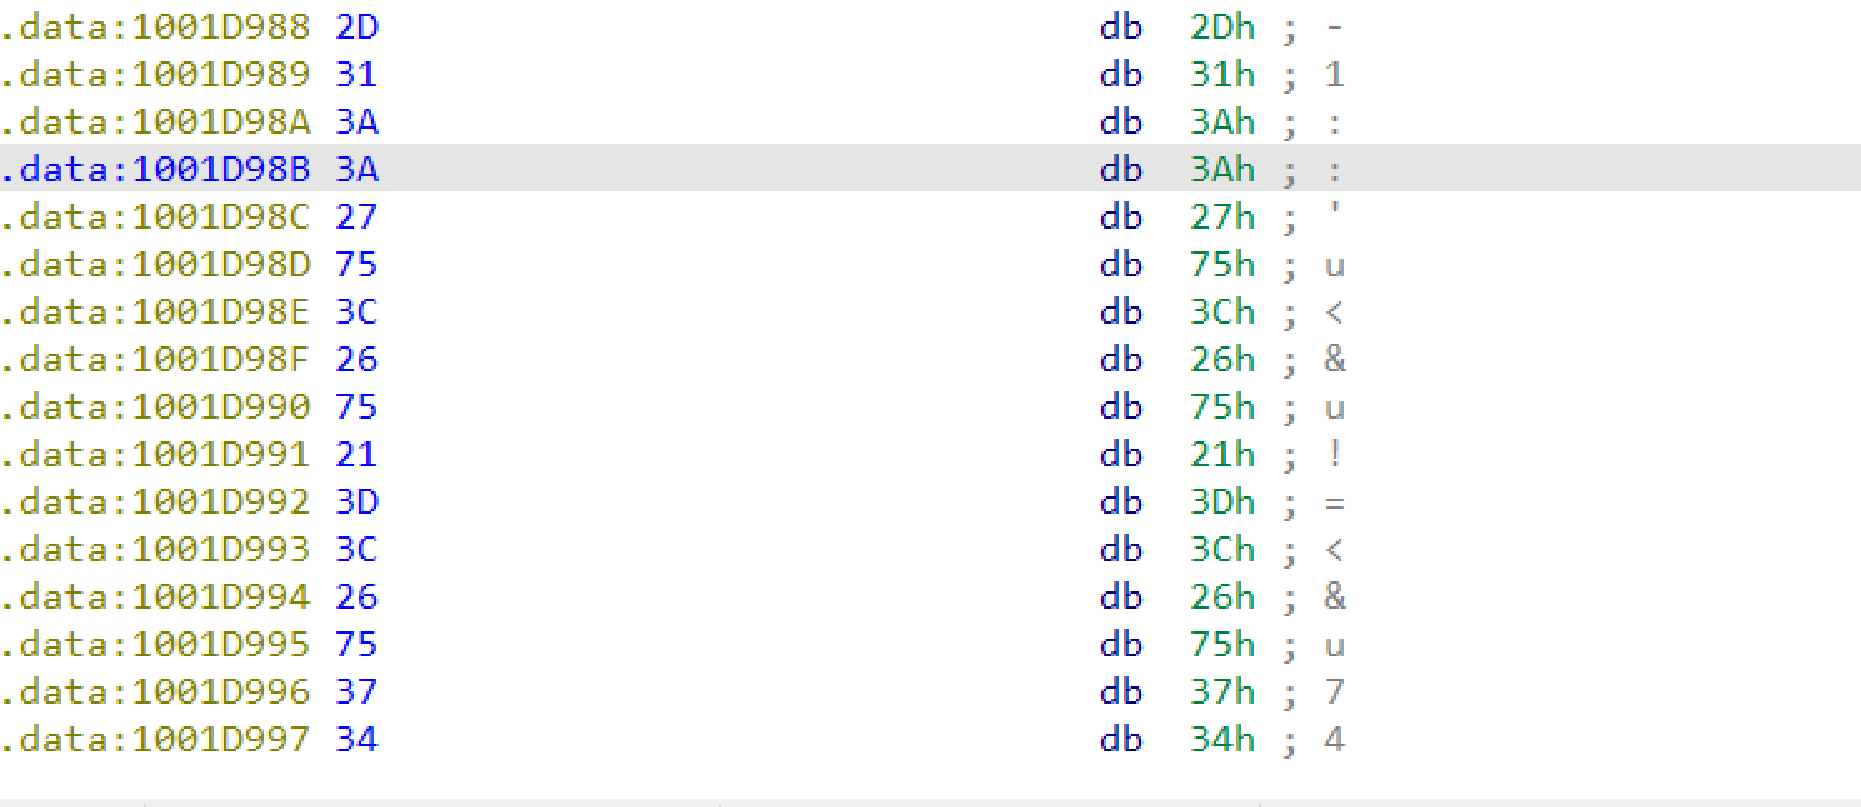 .data:1001D988 2D db 2Dh ; -
.data:1001D989 31 db 31h ; 1
.data:1001D98A 3A db 3Ah ; :
.data:1001D98B 3A db 3Ah ; :
.data:1001D98C 27 db 27h ; '
.data:1001D98D 75 db 75h ; u
.data:1001D98E 3C db 3Ch ; <
.data:1001D98F 26 db 26h ; &
.data:1001D990 75 db 75h ; u
.data:1001D991 21 db 21h ; !
.data:1001D992 3D db 3Dh ; =
.data:1001D993 3C db 3Ch ; <
.data:1001D994 26 db 26h ; &
.data:1001D995 75 db 75h ; u
.data:1001D996 37 db 37h ; 7
.data:1001D997 34 db 34h ; 4